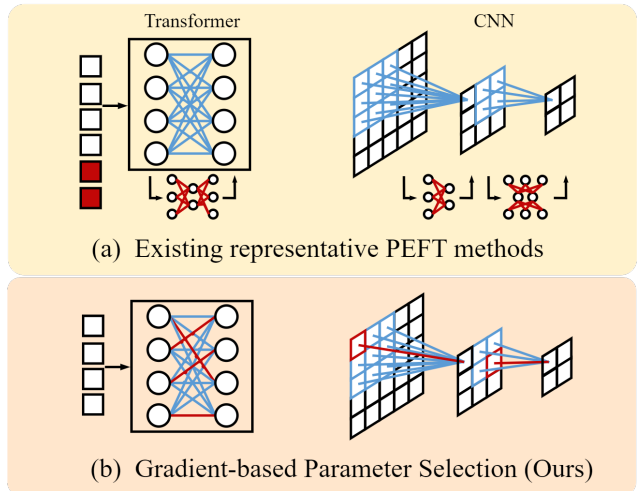 Transformer
CNN
(a) Existing representative PEFT methods
(b) Gradient-based Parameter Selection (Ours)